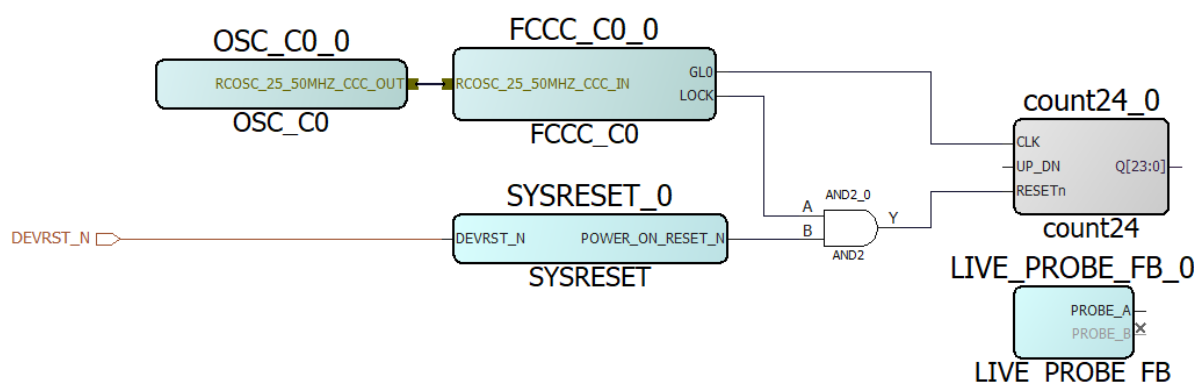 OSC_C0_0
RCOSC_25_50MHZ_CCC_OUT
OSC_C0
FCCC_C0_0
RCOSC_25_50MHZ_CCC_IN
GL0
LOCK
FCCC_C0
count24_0
CLK
UP_DN
Q[23:0]
RESETn
count24
AND2_0
A
B
Y
AND2
SYSRESET_0
DEVRST_N
DEVRST_N
POWER_ON_RESET_N
SYSRESET
LIVE_PROBE_FB_0
PROBE_A
PROBE_B
LIVE_PROBE_FB